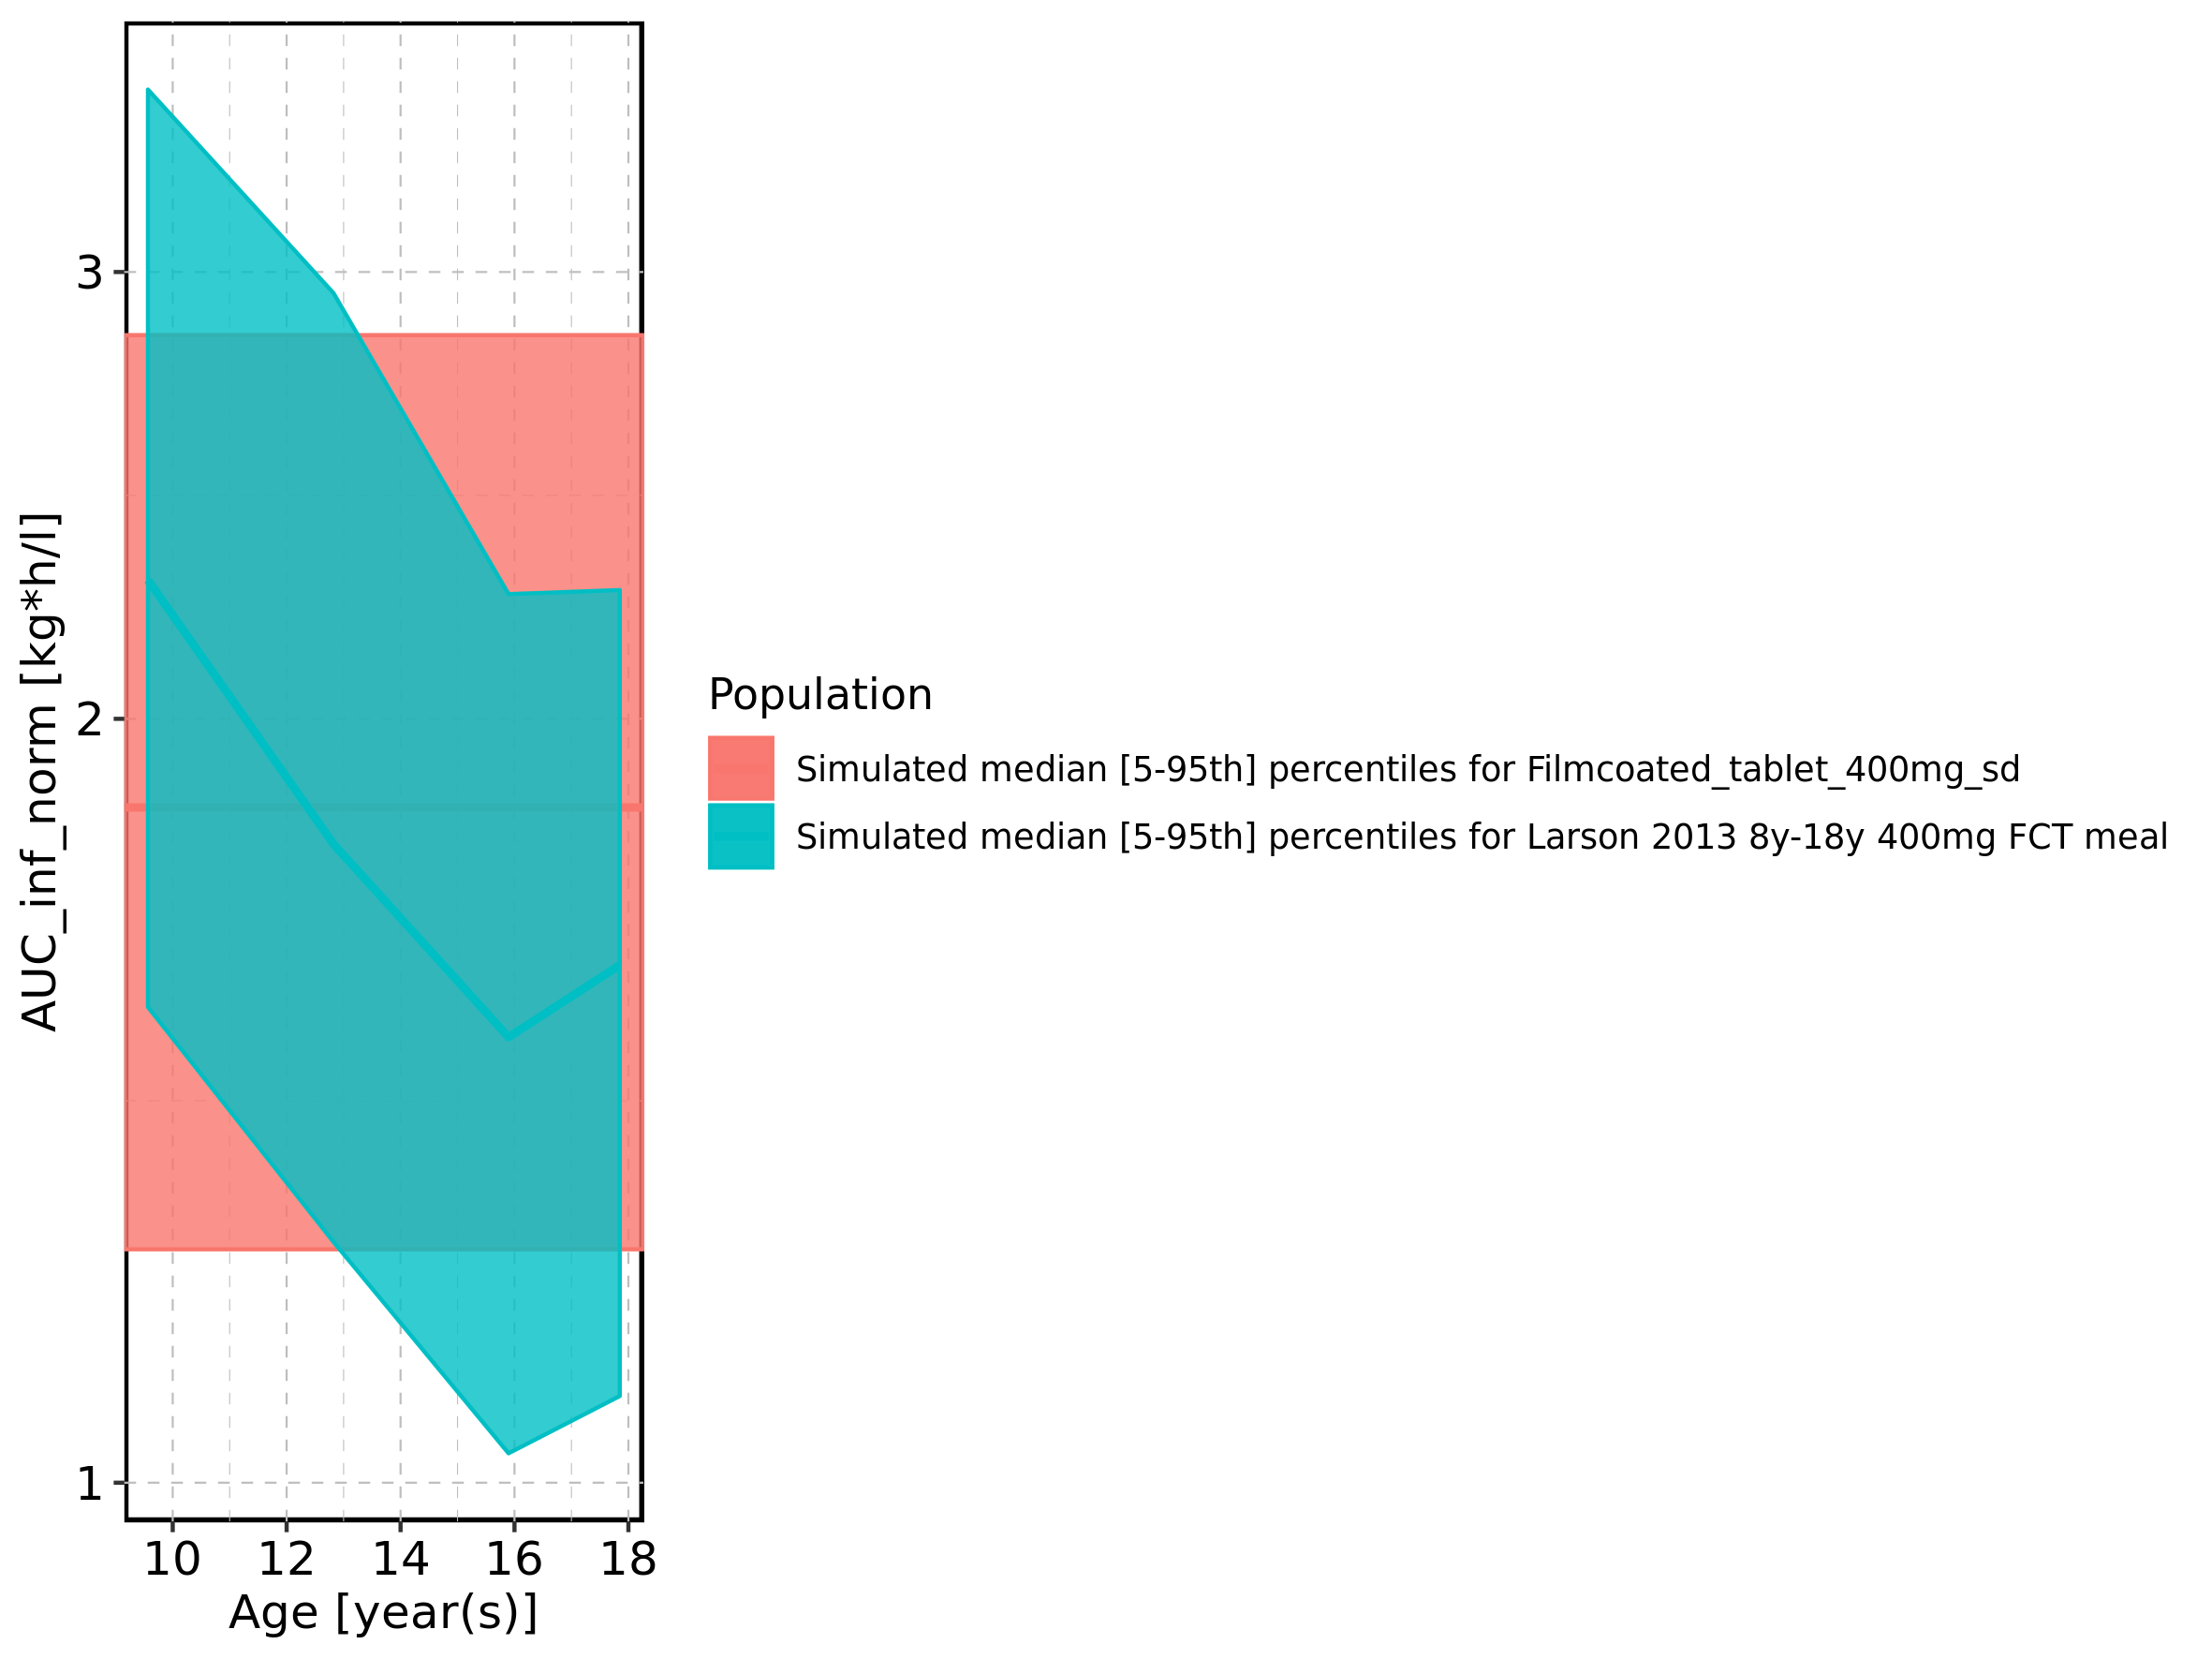 AUC_inf_norm [kg*h/l]
3
2
1
10 12 14 16 18
Age [year(s)]
Population
Simulated median [5-95th] percentiles for Filmcoated_tablet_400mg_sd
Simulated median [5-95th] percentiles for Larson 2013 8y-18y 400mg FCT meal